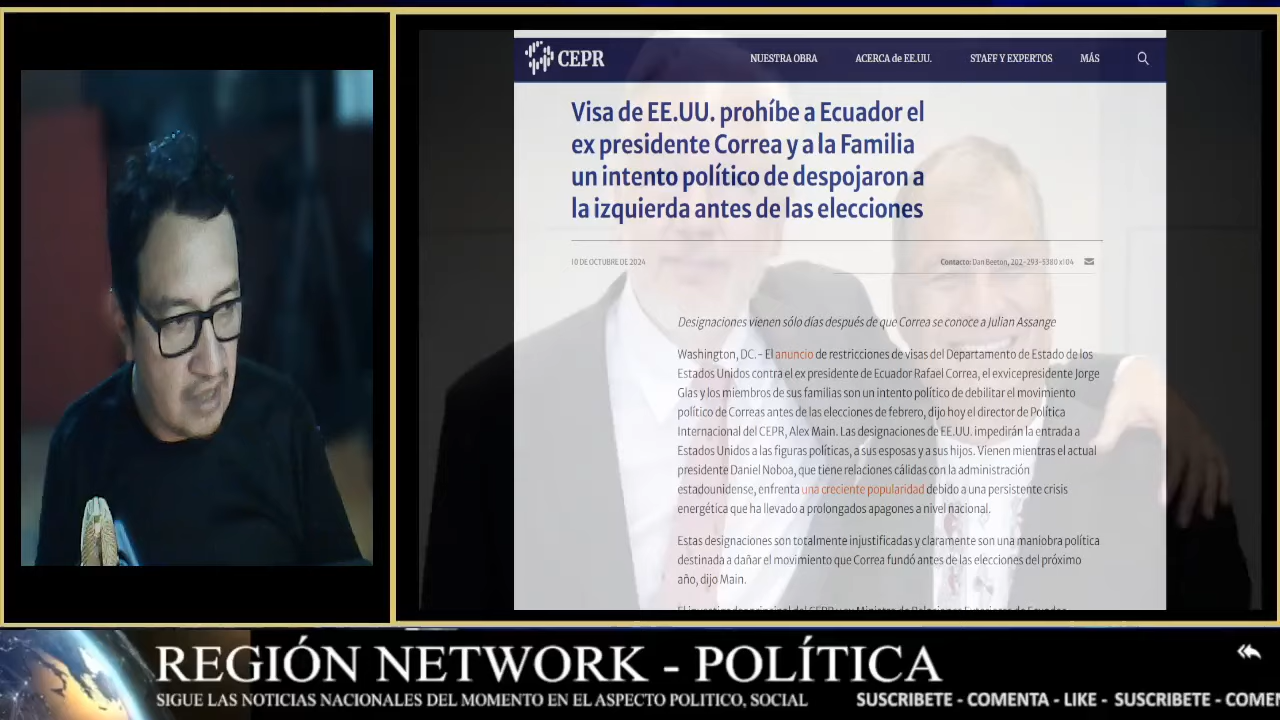 CEPR
NUESTRA OBRA
ACERCA de EE.UU.
STAFF Y EXPERTOS
MÁS
Visa de EE.UU. prohíbe a Ecuador el
ex presidente Correa y a la Familia
un intento político de despojaron a
la izquierda antes de las elecciones
10 DE OCTUBRE DE 2024
Contacto: Dan Beeton, 202-293-5380 x104
Designaciones vienen sólo días después de que Correa se conoce a Julian Assange
Washington, DC.- El anuncio de restricciones de visas del Departamento de Estado de los
Estados Unidos contra el ex presidente de Ecuador Rafael Correa, el exvicepresidente Jorge
Glas y los miembros de sus familias son un intento político de debilitar el movimiento
político de Correas antes de las elecciones de febrero, dijo hoy el director de Política
Internacional del CEPR, Alex Main. Las designaciones de EE.UU. impedirán la entrada a
Estados Unidos a las figuras políticas, a sus esposas y a sus hijos. Vienen mientras el actual
presidente Daniel Noboa, que tiene relaciones cálidas con la administración
estadounidense, enfrenta una creciente popularidad debido a una persistente crisis
energética que ha llevado a prolongados apagones a nivel nacional.
Estas designaciones son totalmente injustificadas y claramente son una maniobra política
destinada a dañar el movimiento que Correa fundó antes de las elecciones del próximo
año, dijo Main.
REGIÓN NETWORK - POLÍTICA
SIGUE LAS NOTICIAS NACIONALES DEL MOMENTO EN EL ASPECTO POLITICO, SOCIAL
SUSCRIBETE - COMENTA - LIKE - SUSCRIBETE - COMEN